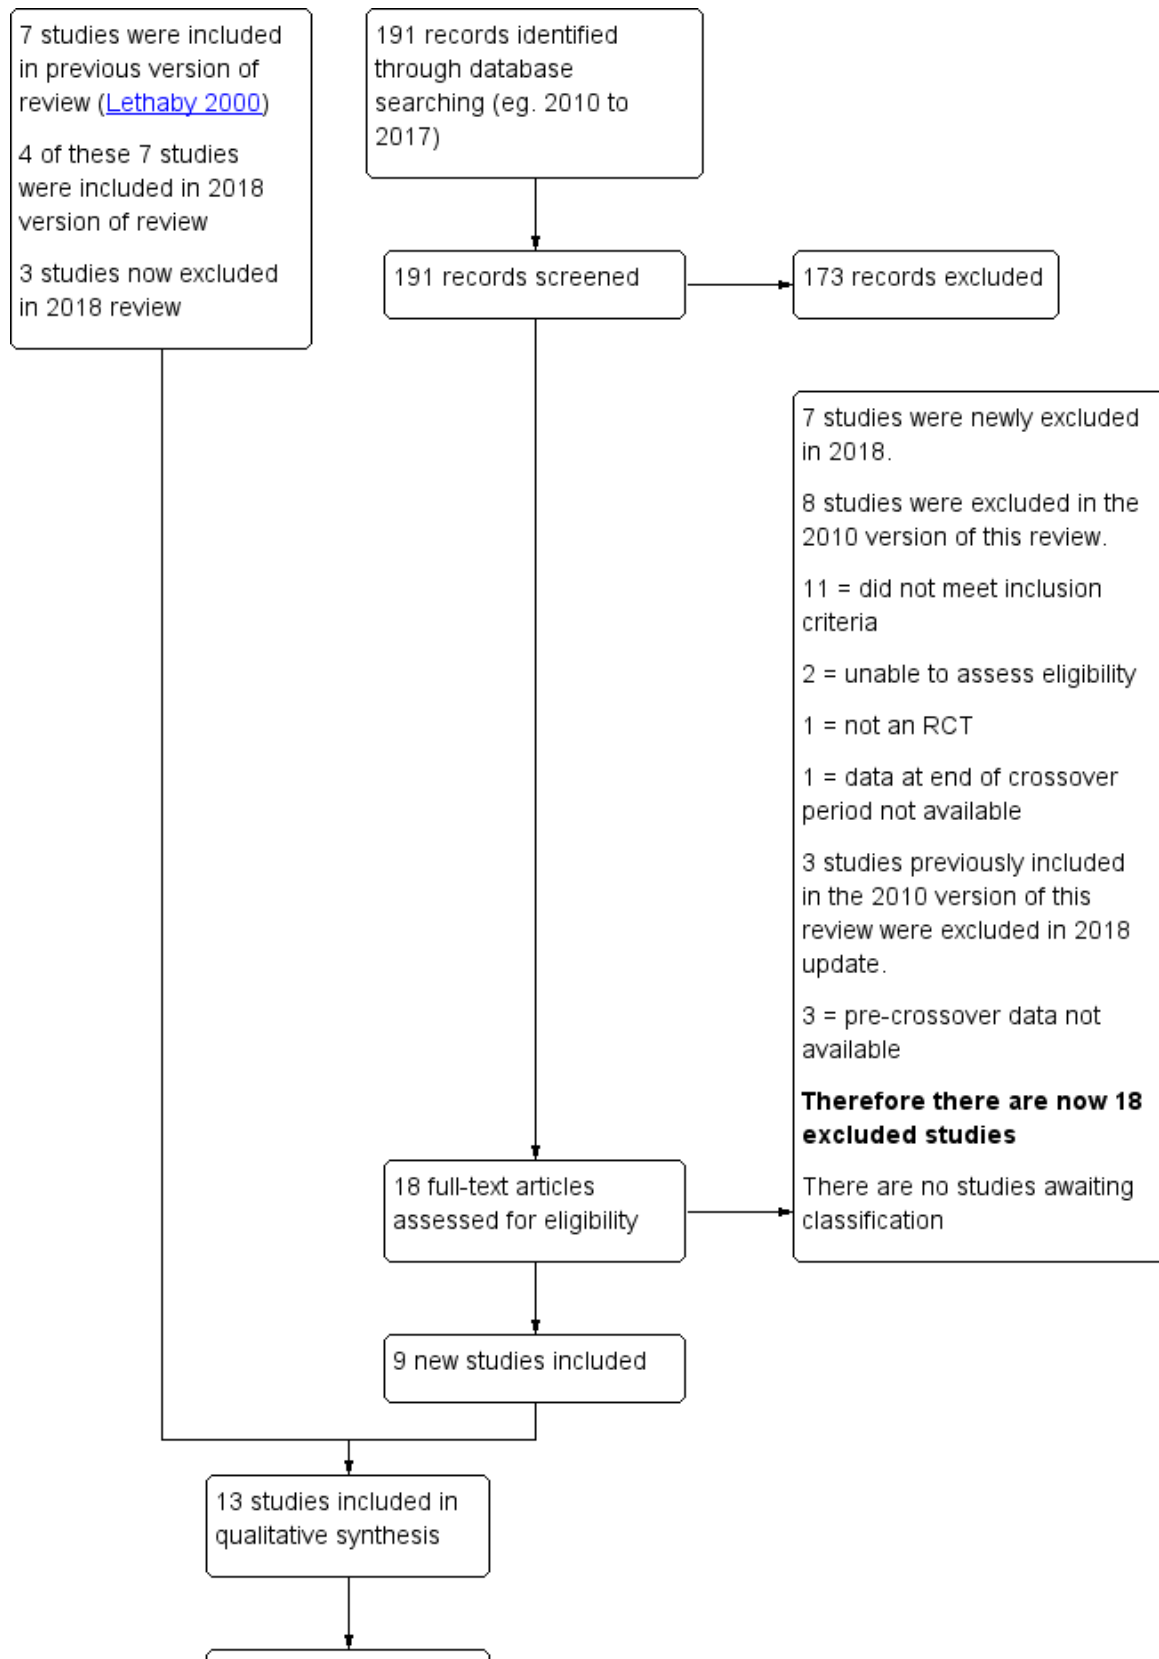 7 studies were included
in previous version of
review (Lethaby 2000)
4 of these 7 studies
were included in 2018
version of review
3 studies now excluded
in 2018 review
191 records identified
through database
searching (eg. 2010 to
2017)
191 records screened
173 records excluded
7 studies were newly excluded
in 2018.
8 studies were excluded in the
2010 version of this review.
11 = did not meet inclusion
criteria
2 = unable to assess eligibility
1 = not an RCT
1 = data at end of crossover
period not available
3 studies previously included
in the 2010 version of this
review were excluded in 2018
update.
3 = pre-crossover data not
available
Therefore there are now 18
excluded studies
There are no studies awaiting
classification
18 full-text articles
assessed for eligibility
9 new studies included
13 studies included in
qualitative synthesis